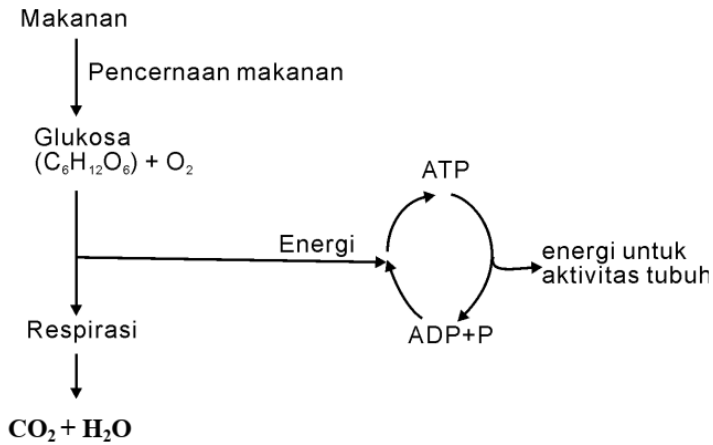 Makanan
Pencernaan makanan
Glukosa
(C₆H₁₂O₆) + O₂
ATP
Energi
energi untuk
aktivitas tubuh
Respirasi
ADP+P
CO₂ + H₂O